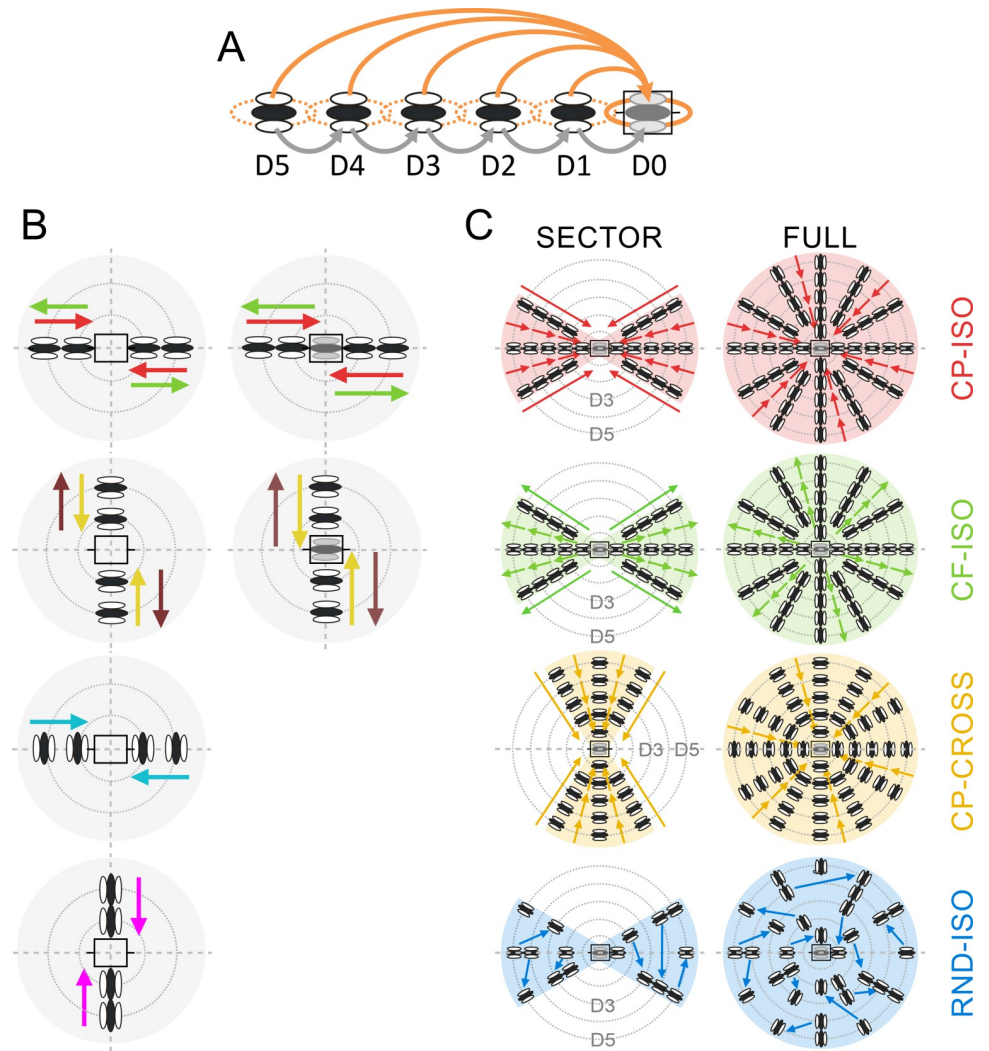 A
D5 D4 D3 D2 D1 D0
B
C
SECTOR FULL
D3
D5
CP-ISO
D3
D5
CF-ISO
D3 D5
CP-CROSS
D3
D5
RND-ISO